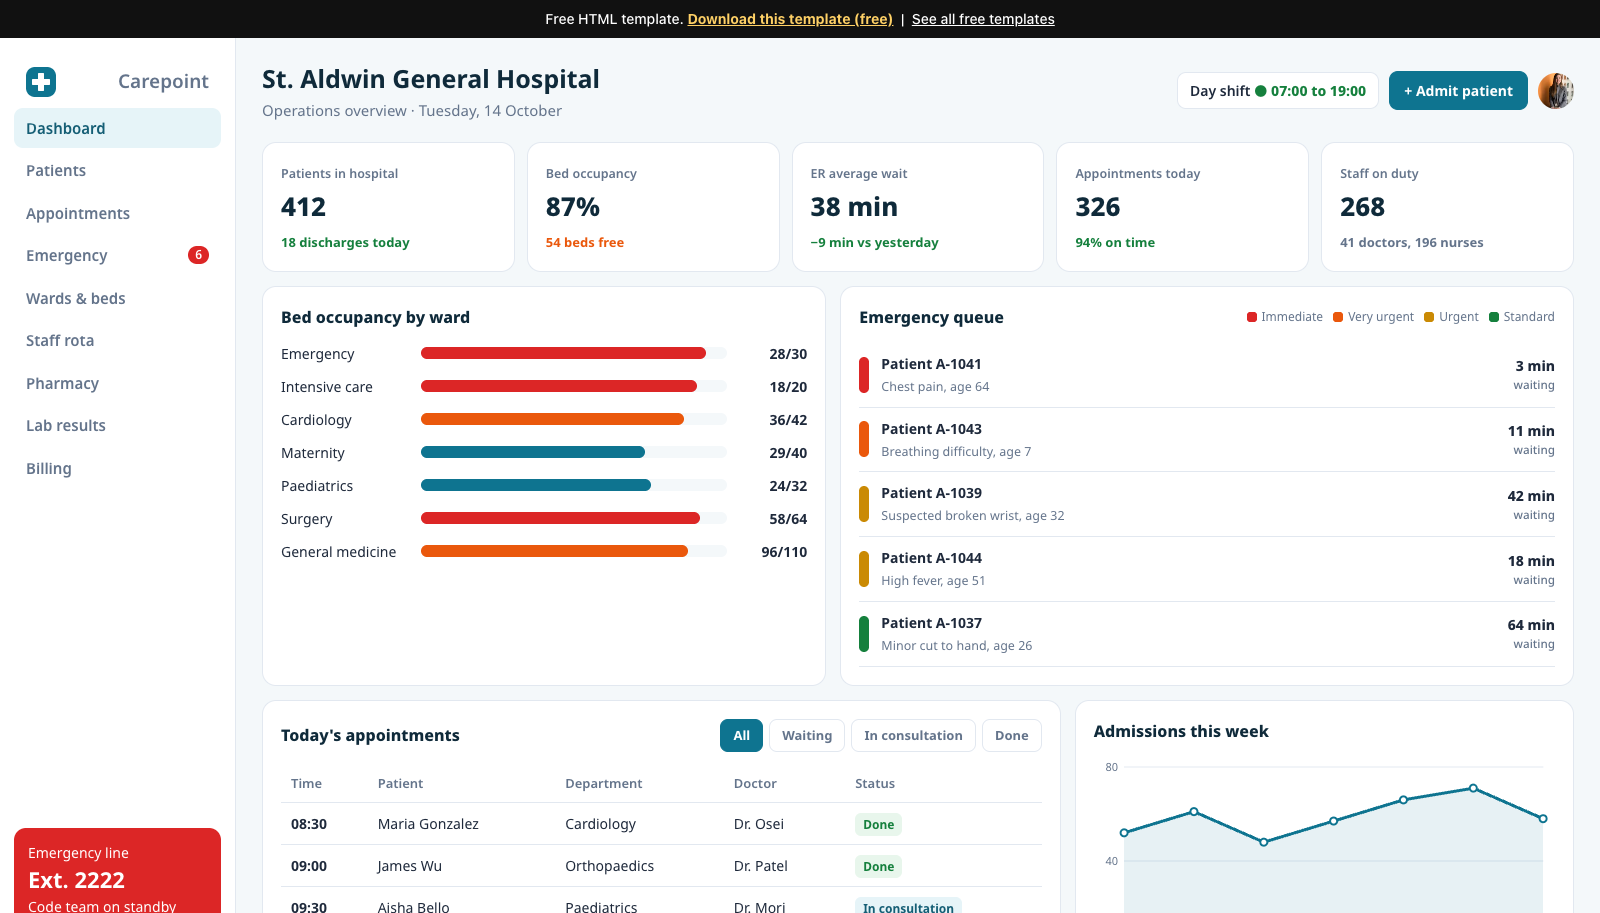 Free HTML template. Download this template (free) | See all free templates
Carepoint
Dashboard
Patients
Appointments
Emergency 6
Wards & beds
Staff rota
Pharmacy
Lab results
Billing
Emergency line
Ext. 2222
Code team on standby
St. Aldwin General Hospital
Operations overview · Tuesday, 14 October
Day shift 07:00 to 19:00
+ Admit patient
Patients in hospital
412
18 discharges today
Bed occupancy
87%
54 beds free
ER average wait
38 min
−9 min vs yesterday
Appointments today
326
94% on time
Staff on duty
268
41 doctors, 196 nurses
Bed occupancy by ward
Emergency 28/30
Intensive care 18/20
Cardiology 36/42
Maternity 29/40
Paediatrics 24/32
Surgery 58/64
General medicine 96/110
Emergency queue
Immediate Very urgent Urgent Standard
Patient A-1041 3 min
Chest pain, age 64 waiting
Patient A-1043 11 min
Breathing difficulty, age 7 waiting
Patient A-1039 42 min
Suspected broken wrist, age 32 waiting
Patient A-1044 18 min
High fever, age 51 waiting
Patient A-1037 64 min
Minor cut to hand, age 26 waiting
Today's appointments
All Waiting In consultation Done
Time Patient Department Doctor Status
08:30 Maria Gonzalez Cardiology Dr. Osei Done
09:00 James Wu Orthopaedics Dr. Patel Done
09:30 Aisha Bello Paediatrics Dr. Mori In consultation
Admissions this week
80
40